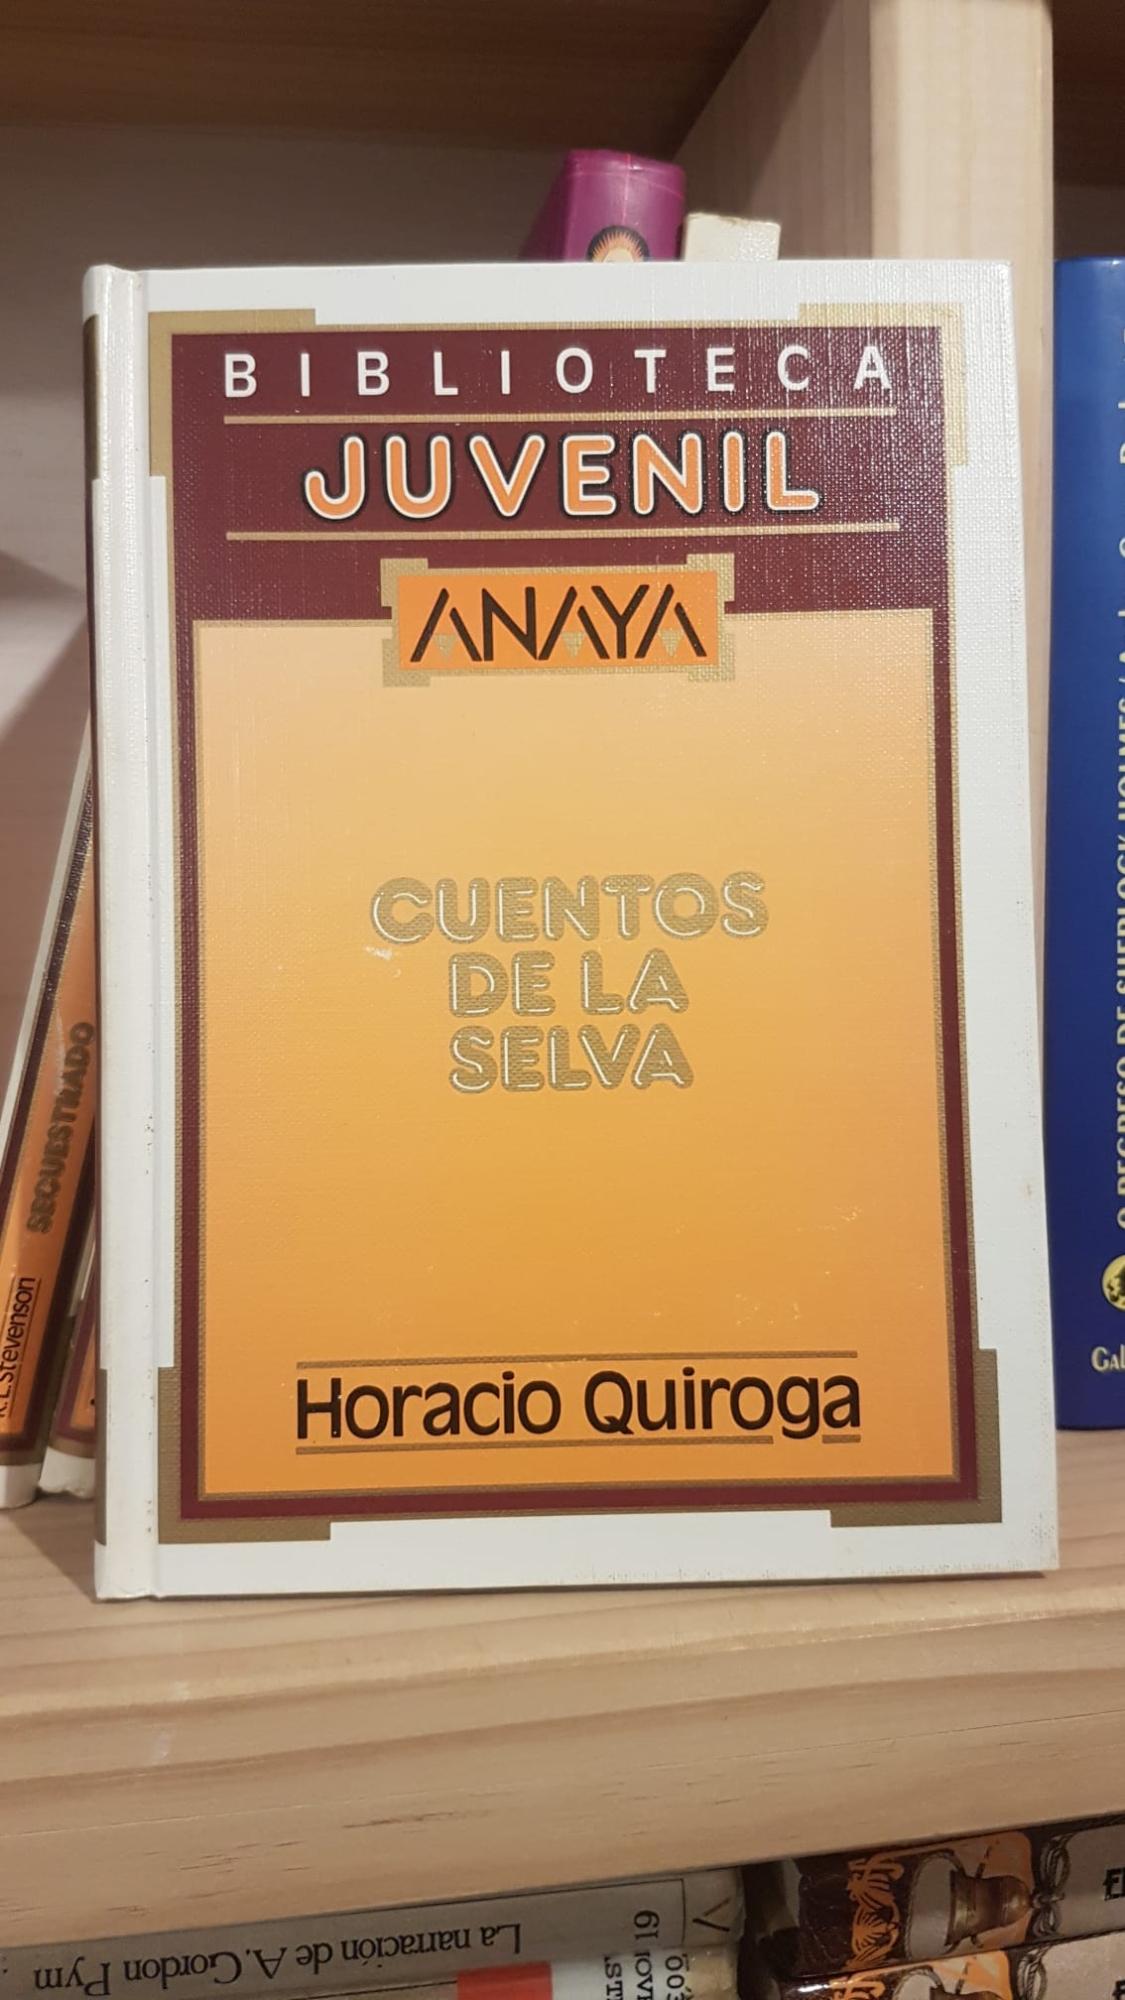 BIBLIOTECA
JUVENIL
ANAYA
CUENTOS
DE LA
SELVA
Horacio Quiroga
SECUESTRADO
R. L. Stevenson
O REGRESO DE SHERLOCK HOLMES /
La narración de A. Gordon Pym
19